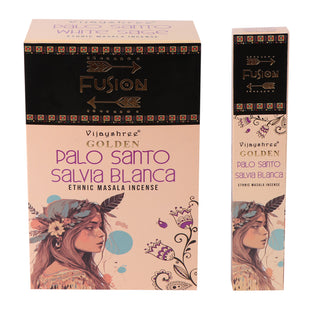 PALO SANTO
WHITE SAGE
FUSION
Vijayshree
GOLDEN
PALO SANTO
SALVIA BLANCA
ETHNIC MASALA INCENSE
FUSION
Vijayshree
GOLDEN
PALO SANTO
SALVIA BLANCA
ETHNIC MASALA INCENSE